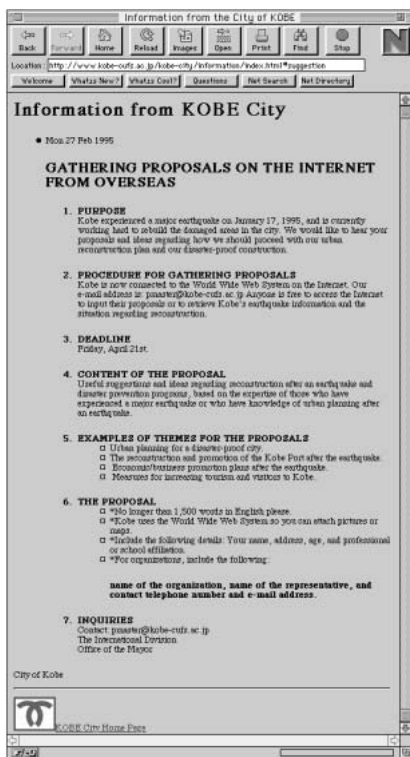 Information from the City of KOBE
Back Forward Home Reload Images Open Print Find Stop
N
Location: http://www.kobe-cufs.ac.jp/kobe-city/information/index.html#suggestion
Welcome What's New? What's Cool? Questions Net Search Net Directory
Information from KOBE City
Mon 27 Feb 1995
GATHERING PROPOSALS ON THE INTERNET
FROM OVERSEAS
1. PURPOSE
Kobe experienced a major earthquake on January 17, 1995, and is currently
working hard to rebuild the damaged areas in the city. We would like to hear your
proposals and ideas regarding how we should proceed with our urban
reconstruction plan and our disaster-proof construction.
2. PROCEDURE FOR GATHERING PROPOSALS
Kobe is now connected to the World Wide Web System on the Internet. Our
e-mail address is: pmaster@kobe-cufs.ac.jp Anyone is free to access the Internet
to input their proposals or to retrieve Kobe's earthquake information and the
situation regarding reconstruction.
3. DEADLINE
Friday, April 21st.
4. CONTENT OF THE PROPOSAL
Useful suggestions and ideas regarding reconstruction after an earthquake and
disaster prevention programs, based on the expertise of those who have
experienced a major earthquake or who have knowledge of urban planning after
an earthquake.
5. EXAMPLES OF THEMES FOR THE PROPOSALS
Urban planning for a disaster-proof city.
The reconstruction and promotion of the Kobe Port after the earthquake.
Economic/business promotion plans after the earthquake.
Measures for increasing tourism and visitors to Kobe.
6. THE PROPOSAL
*No longer than 1,500 words in English please.
*Kobe uses the World Wide Web System so you can attach pictures or
maps.
*Include the following details: Your name, address, age, and professional
or school affiliation.
*For organizations, include the following:
name of the organization, name of the representative, and
contact telephone number and e-mail address.
7. INQUIRIES
Contact: pmaster@kobe-cufs.ac.jp
The International Division
Office of the Mayor
City of Kobe
KOBE City Home Page